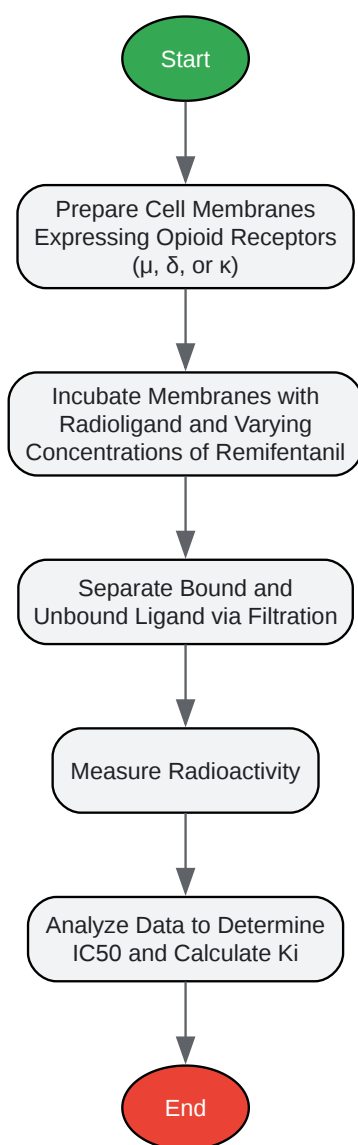 Start
Prepare Cell Membranes
Expressing Opioid Receptors
(μ, δ, or κ)
Incubate Membranes with
Radioligand and Varying
Concentrations of Remifentanil
Separate Bound and
Unbound Ligand via Filtration
Measure Radioactivity
Analyze Data to Determine
IC50 and Calculate Ki
End